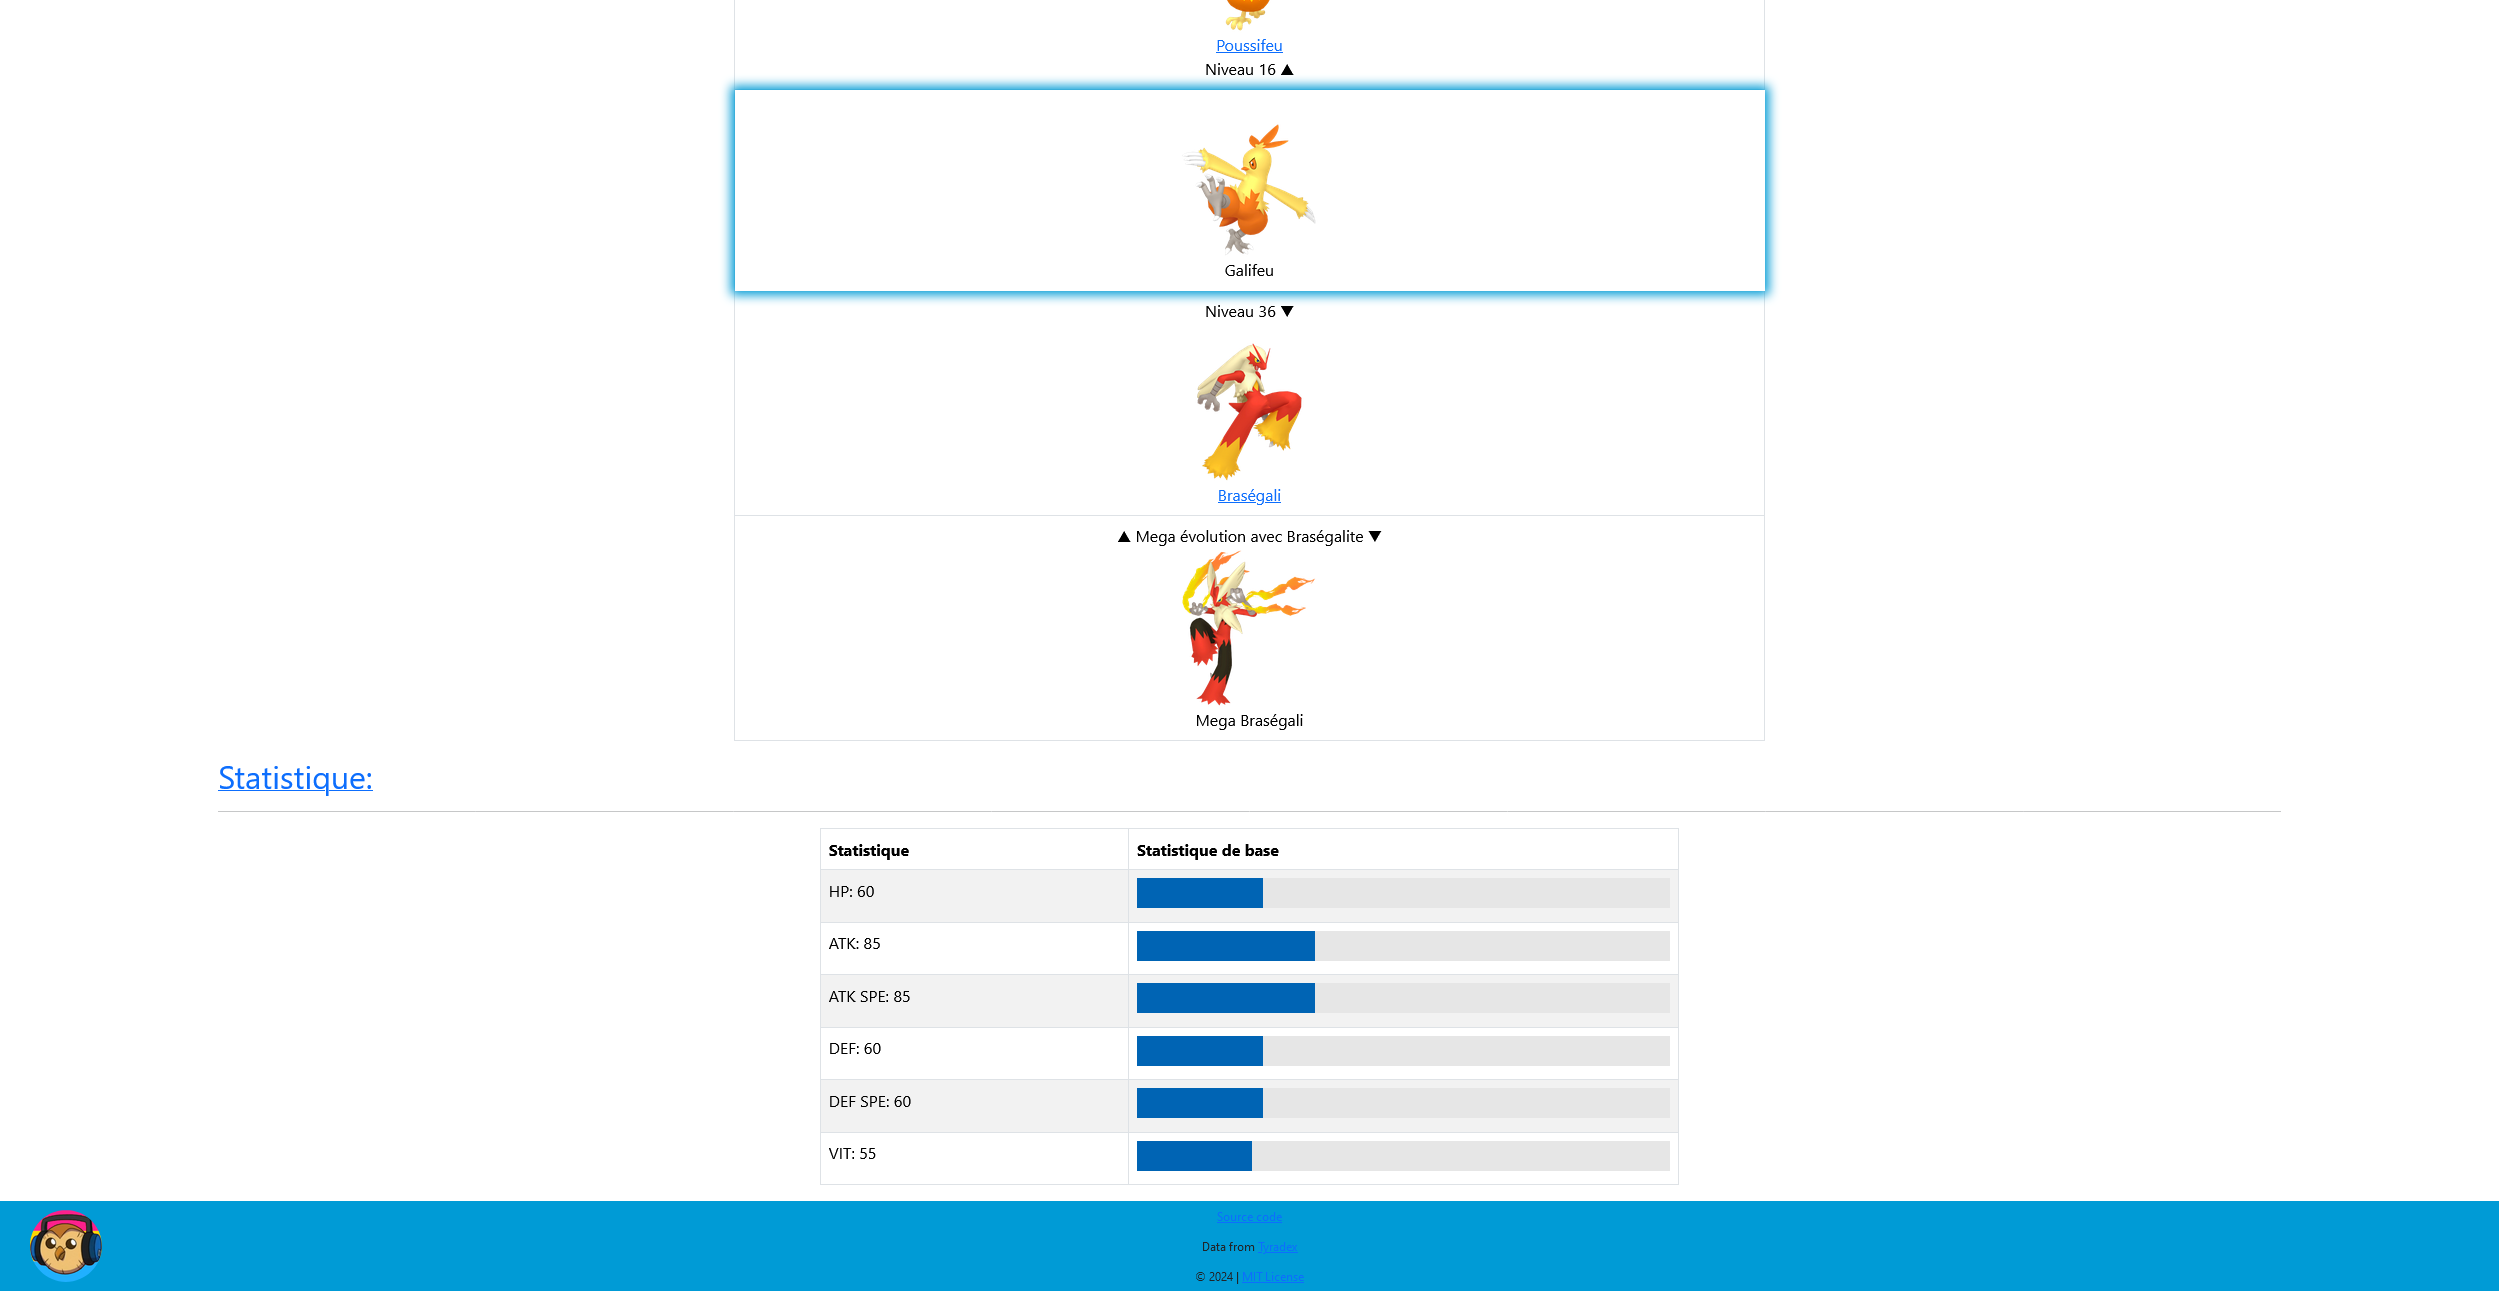 Poussifeu
Niveau 16 ▲
Galifeu
Niveau 36 ▼
Braségali
▲ Mega évolution avec Braségalite ▼
Mega Braségali
Statistique:
Statistique Statistique de base
HP: 60
ATK: 85
ATK SPE: 85
DEF: 60
DEF SPE: 60
VIT: 55
Source code
Data from Tyradex
© 2024 | MIT License